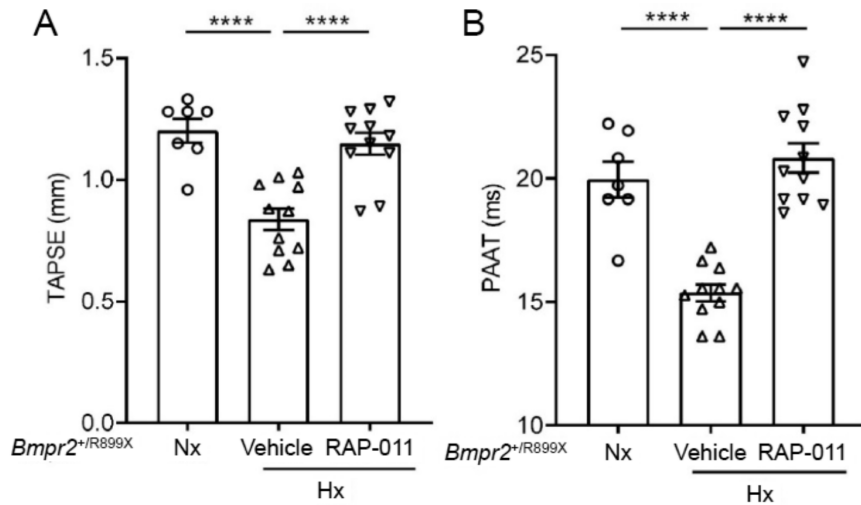 A
**** ****
TAPSE (mm)
1.5
1.0
0.5
0.0
Bmpr2+/R899X Nx Vehicle RAP-011
Hx
B
**** ****
PAAT (ms)
25
20
15
10
Bmpr2+/R899X Nx Vehicle RAP-011
Hx